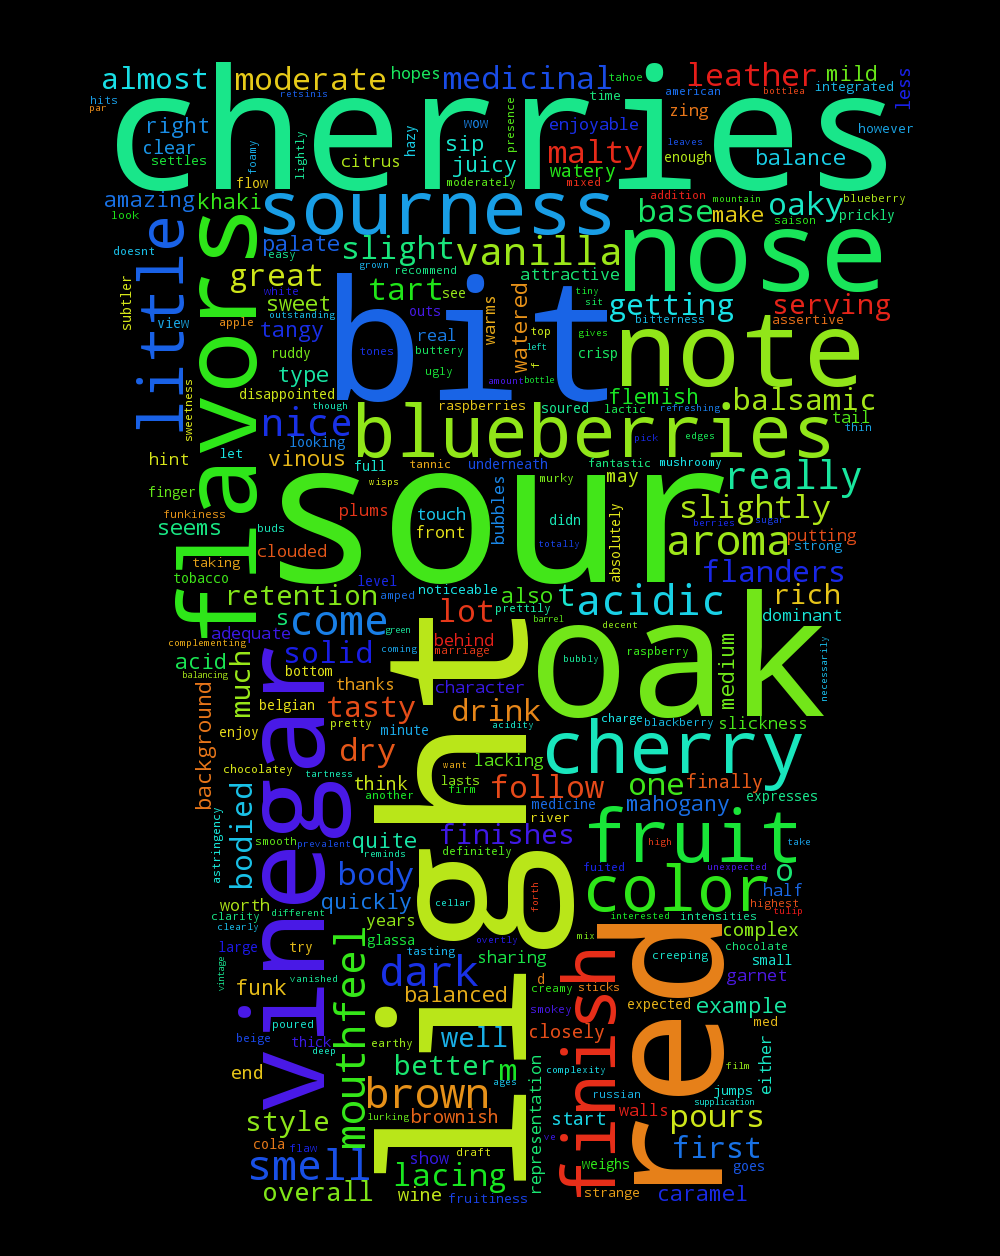 cherries
almost
moderate
hopes
medicinal
tahoe
leather
mild
less
hits
par
retsinis
time
american
bottlea
integrated
right
clear
settles
foamy
lightly
hazy
wow
presence
enjoyable
zing
however
sip
juicy
malty
watery
leaves
enough
balance
citrus
flow
moderately
mixed
amazing
khaki
sourness
base
addition
mountain
make
oaky
blueberry
prickly
saison
look
little
flavors
palate
easy
slight
vanilla
nose
doesnt
grown
recommend
attractive
great
tart
see
tiny
sit
getting
serving
subtler
view
apple
white
sweet
outstanding
tangy
bit
outs
real
warms
watered
top
left
f
gives
bitterness
assertive
note
crisp
ruddy
type
tones
buttery
ugly
amount
bottle
disappointed
though
sweetness
nice
raspberries
soured
lactic
flemish
refreshing
balsamic
tail
thin
looking
blueberries
pick
edges
hint
let
vinous
full
tannic
underneath
fantastic
mushroomy
really
finger
wisps
bubbles
murky
may
slightly
funkiness
seems
buds
plums
sour
touch
front
didn
totally
absolutely
berries
sugar
aroma
putting
strong
clouded
taking
tobacco
level
noticeable
flanders
retention
amped
also
t
acidic
rich
s
come
lot
prettily
barrel
decent
dominant
adequate
green
complementing
solid
behind
oak
marriage
coming
acid
balancing
much
bottom
light
bubbly
raspberry
medium
necessarily
background
vinegar
thanks
character
belgian
tasty
drink
charge
blackberry
slickness
enjoy
pretty
minute
acidity
cherry
dry
chocolatey
tartness
think
want
lacking
lasts
firm
another
follow
one
finally
expresses
medicine
mahogany
river
astringency
bodied
smooth
prevalent
quite
reminds
finishes
definitely
fruit
high
take
body
fuited
unexpected
color
o
half
worth
quickly
cellar
forth
highest
tulip
clarity
clearly
different
years
interested
intensities
large
try
glassa
overtly
mix
complex
chocolate
tasting
sharing
creeping
small
vintage
funk
vanished
mouthfeel
dark
d
creamy
sticks
finish
red
garnet
balanced
smokey
expected
example
poured
med
beige
thick
deep
earthy
well
closely
end
better
m
complexity
film
either
ages
brown
representation
russian
jumps
supplication
style
lurking
brownish
start
walls
pours
cola
flaw
draft
ve
first
smell
show
weighs
goes
overall
lacing
wine
fruitiness
strange
caramel